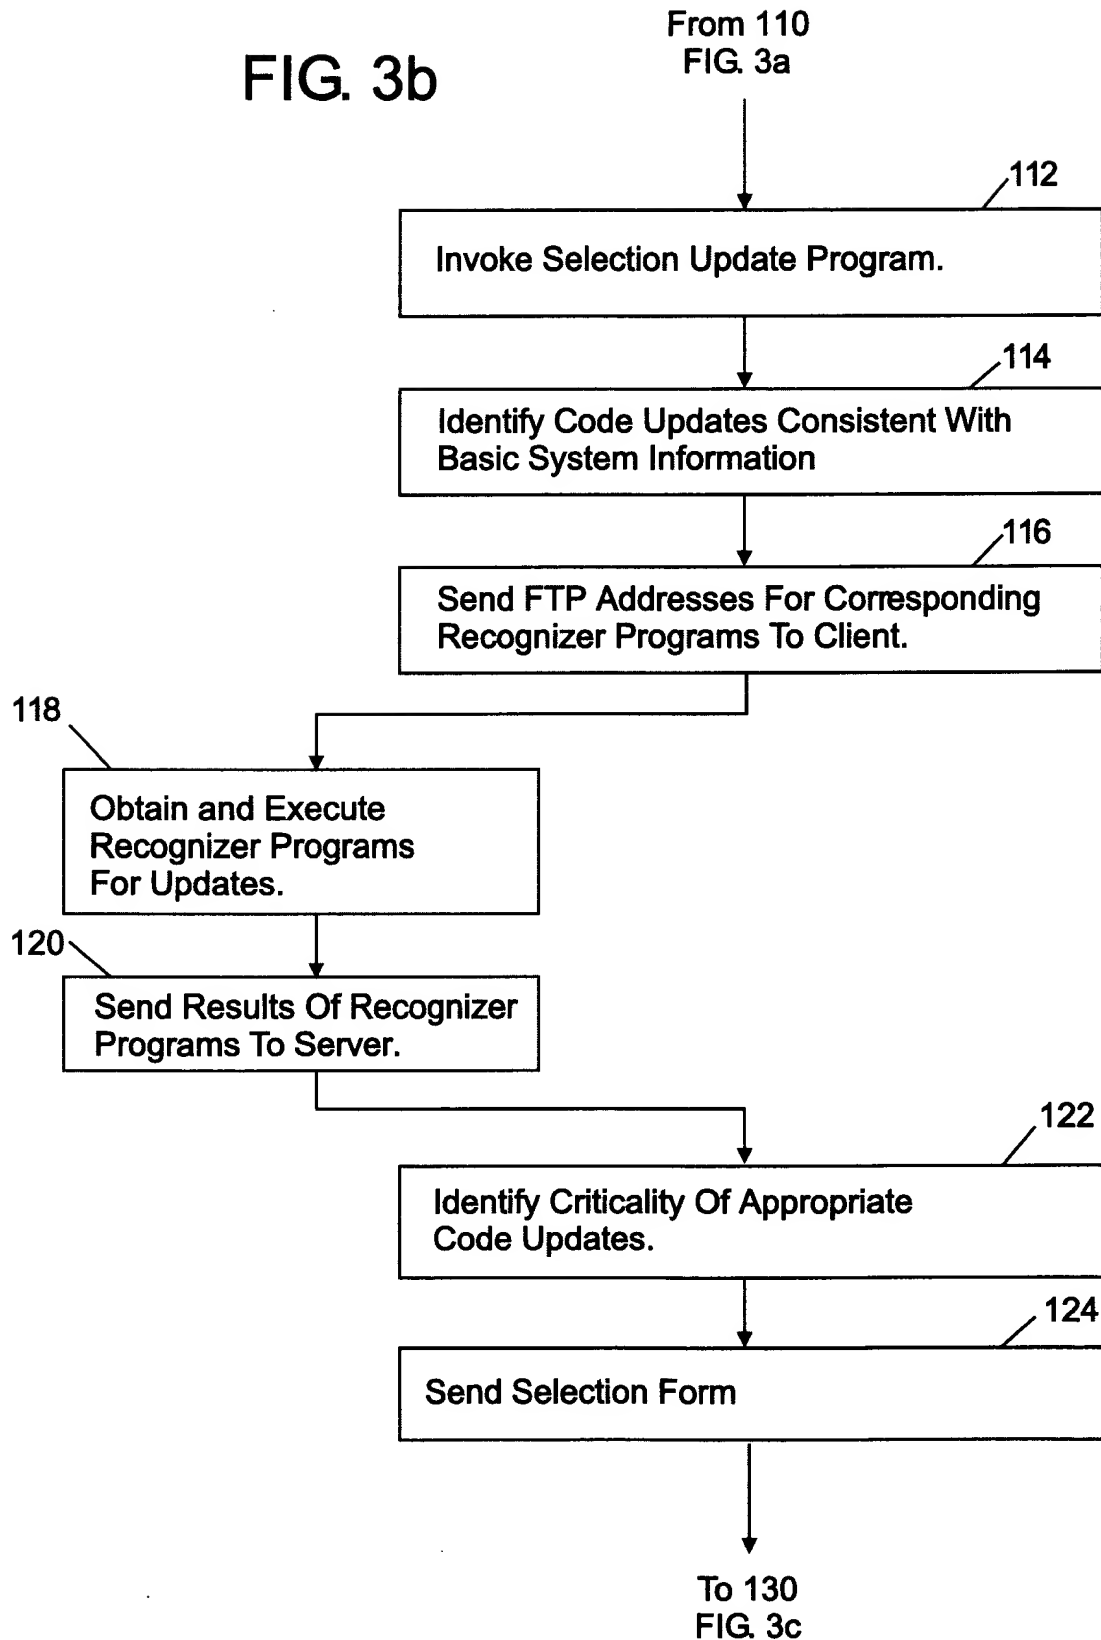 FIG. 3b
From 110
FIG. 3a
112
Invoke Selection Update Program.
114
Identify Code Updates Consistent With
Basic System Information
116
Send FTP Addresses For Corresponding
Recognizer Programs To Client.
118
Obtain and Execute
Recognizer Programs
For Updates.
120
Send Results Of Recognizer
Programs To Server.
122
Identify Criticality Of Appropriate
Code Updates.
124
Send Selection Form
To 130
FIG. 3c